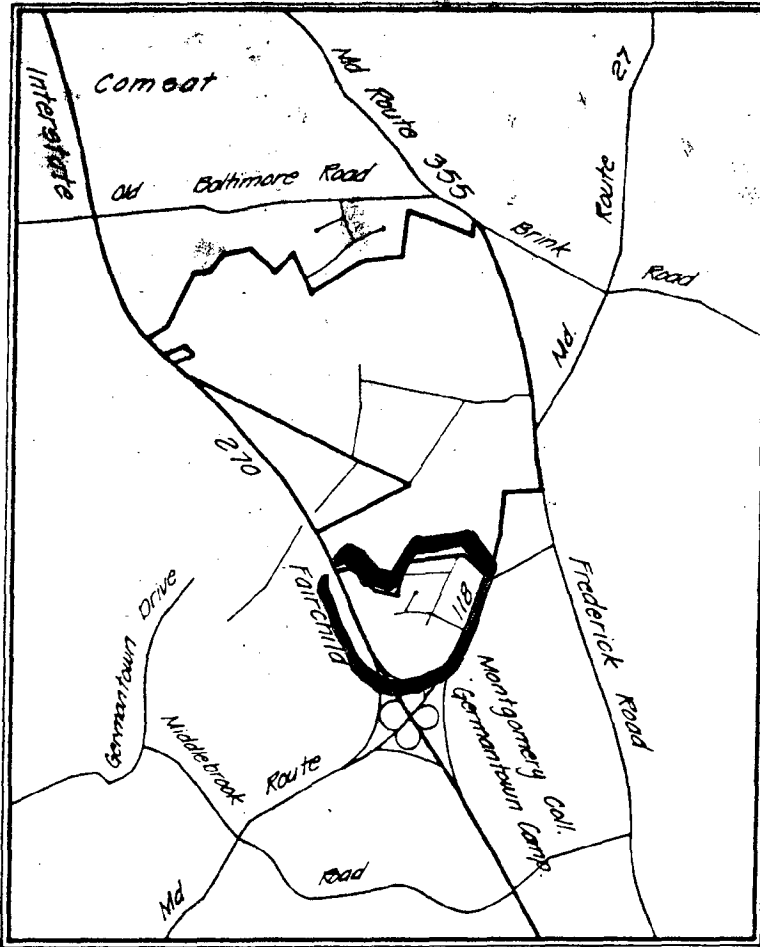 Comsat
Interstate
Md Route 355
27
Route
Old Baltimore Road
Brink
Road
Md.
270
Fairchild
118
Frederick Road
Germantown Drive
Middlebrook
Route
Montgomery Coll.
Germantown Camp.
Road
Md